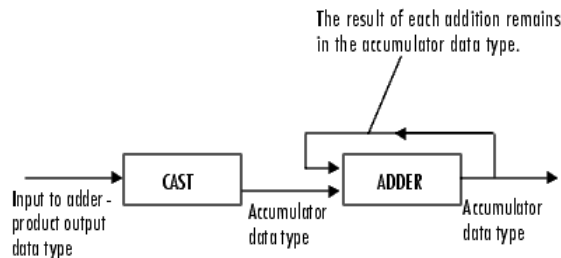 The result of each addition remains
in the accumulator data type.
CAST
ADDER
Input to adder -
product output
data type
Accumulator
data type
Accumulator
data type